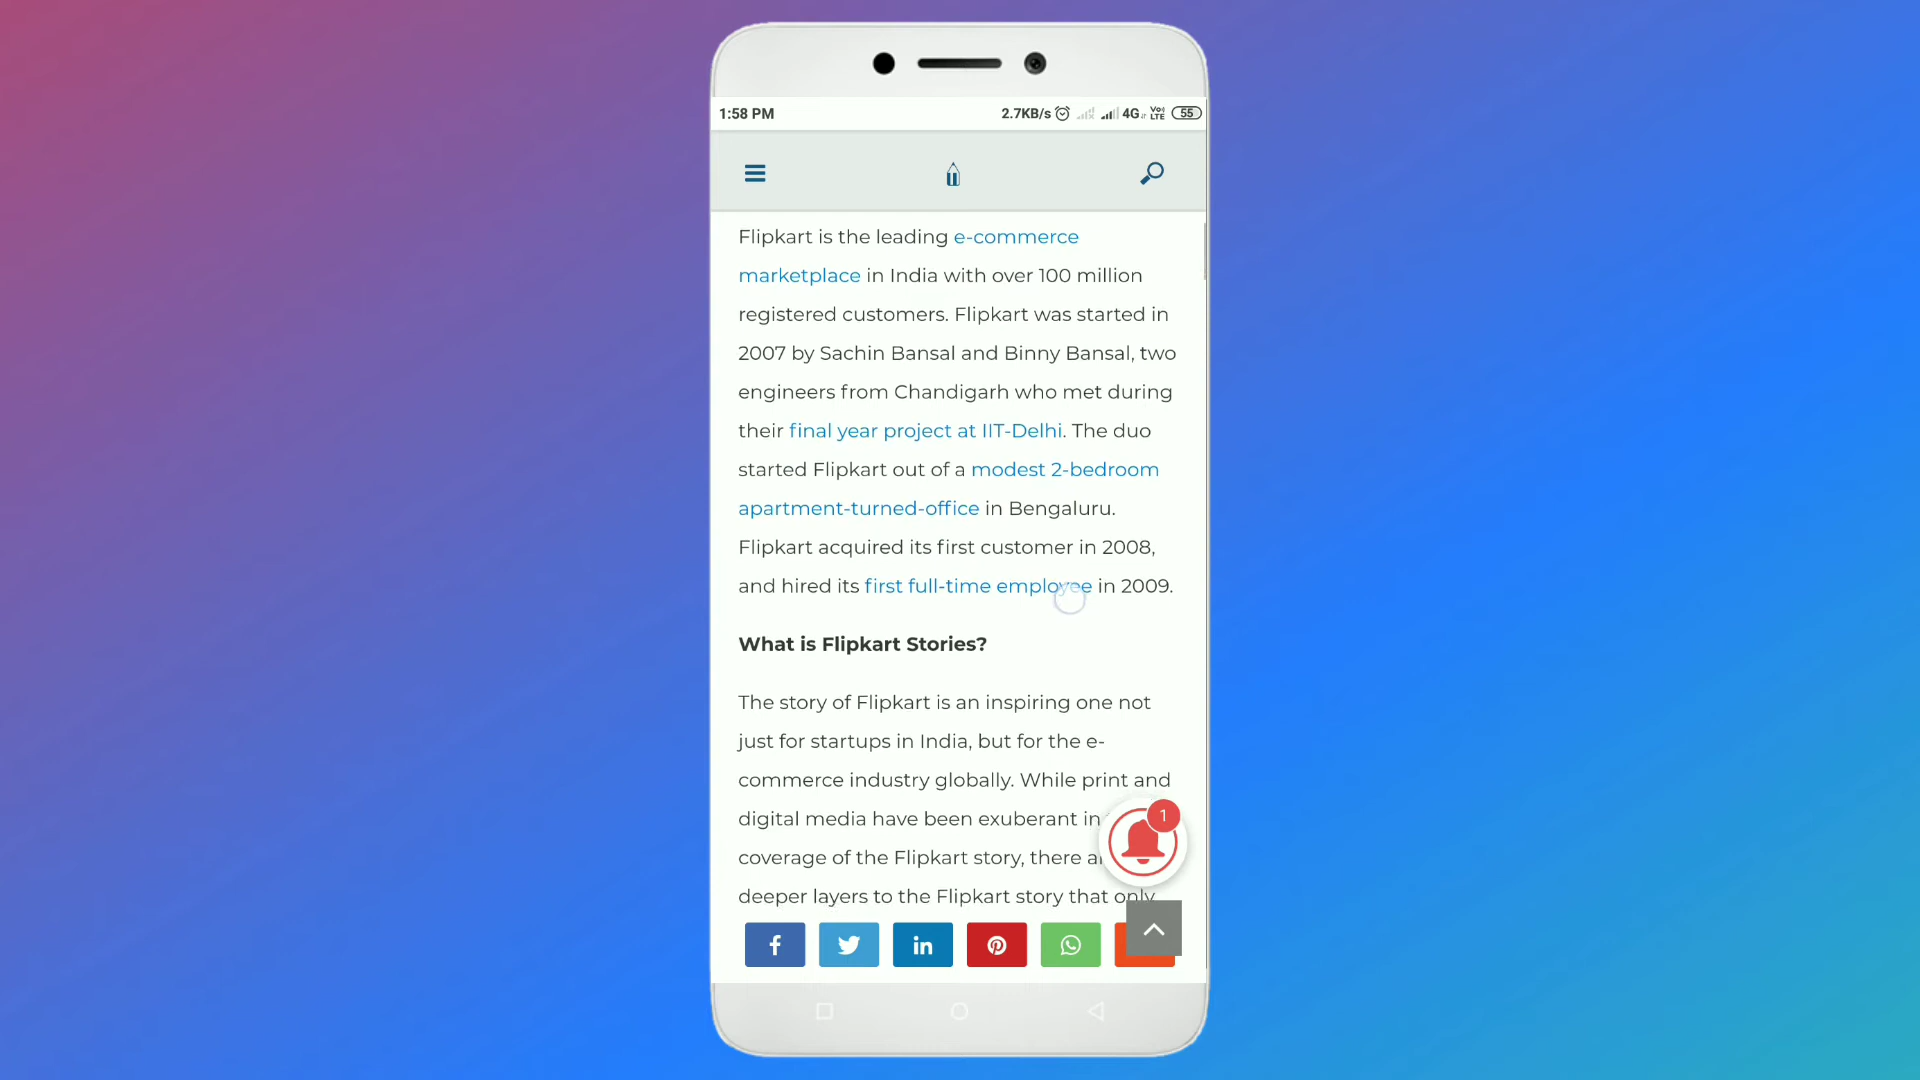 1:58 PM 2.7KB/s 4G Vo) LTE 55
Flipkart is the leading e-commerce
marketplace in India with over 100 million
registered customers. Flipkart was started in
2007 by Sachin Bansal and Binny Bansal, two
engineers from Chandigarh who met during
their final year project at IIT-Delhi. The duo
started Flipkart out of a modest 2-bedroom
apartment-turned-office in Bengaluru.
Flipkart acquired its first customer in 2008,
and hired its first full-time employee in 2009.
What is Flipkart Stories?
The story of Flipkart is an inspiring one not
just for startups in India, but for the e-
commerce industry globally. While print and
digital media have been exuberant in
1
coverage of the Flipkart story, there
deeper layers to the Flipkart story that only